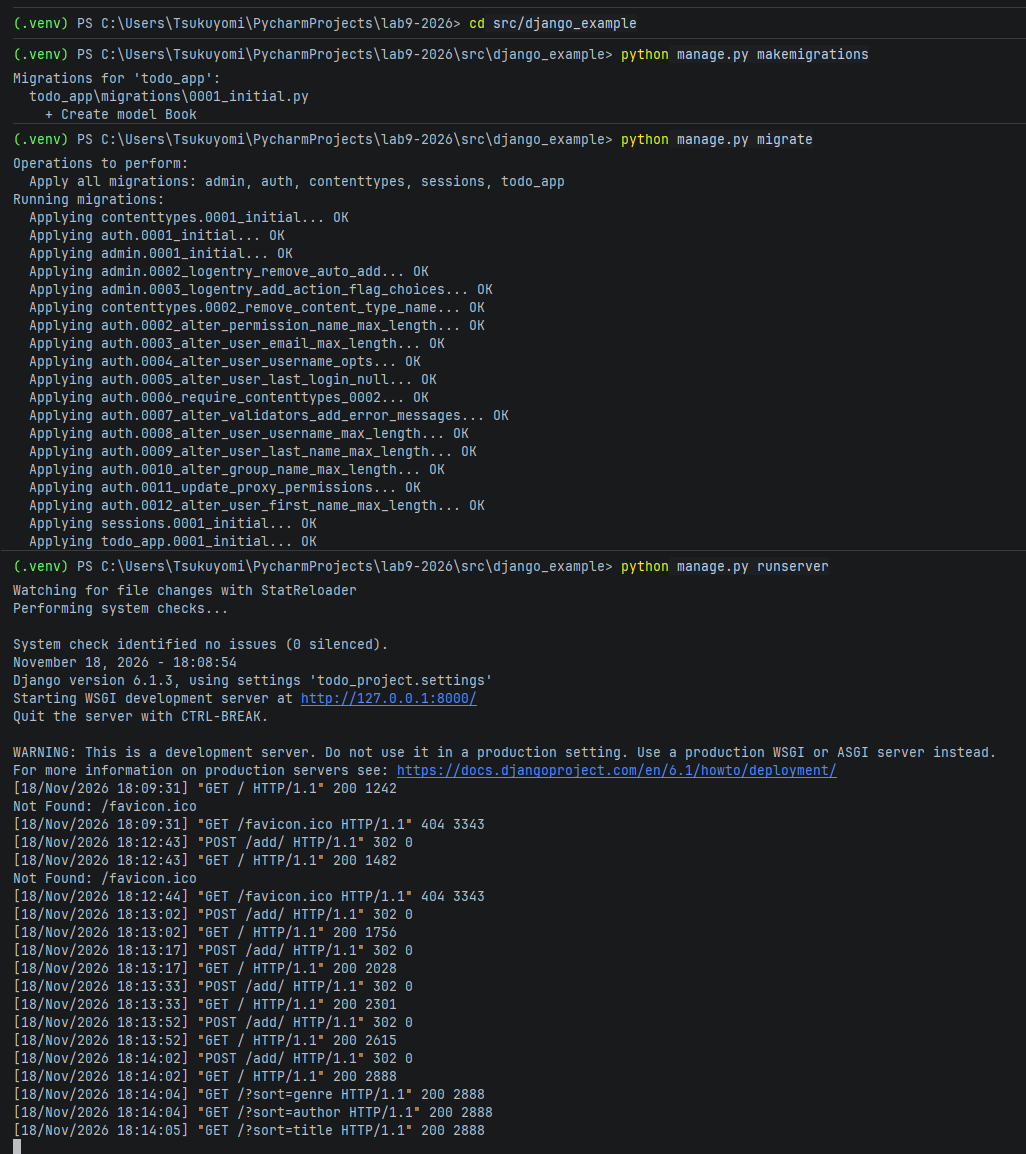 (.venv) PS C:\Users\Tsukuyomi\PycharmProjects\lab9-2026> cd src/django_example
(.venv) PS C:\Users\Tsukuyomi\PycharmProjects\lab9-2026\src\django_example> python manage.py makemigrations
Migrations for 'todo_app':
  todo_app\migrations\0001_initial.py
    + Create model Book
(.venv) PS C:\Users\Tsukuyomi\PycharmProjects\lab9-2026\src\django_example> python manage.py migrate
Operations to perform:
  Apply all migrations: admin, auth, contenttypes, sessions, todo_app
Running migrations:
  Applying contenttypes.0001_initial... OK
  Applying auth.0001_initial... OK
  Applying admin.0001_initial... OK
  Applying admin.0002_logentry_remove_auto_add... OK
  Applying admin.0003_logentry_add_action_flag_choices... OK
  Applying contenttypes.0002_remove_content_type_name... OK
  Applying auth.0002_alter_permission_name_max_length... OK
  Applying auth.0003_alter_user_email_max_length... OK
  Applying auth.0004_alter_user_username_opts... OK
  Applying auth.0005_alter_user_last_login_null... OK
  Applying auth.0006_require_contenttypes_0002... OK
  Applying auth.0007_alter_validators_add_error_messages... OK
  Applying auth.0008_alter_user_username_max_length... OK
  Applying auth.0009_alter_user_last_name_max_length... OK
  Applying auth.0010_alter_group_name_max_length... OK
  Applying auth.0011_update_proxy_permissions... OK
  Applying auth.0012_alter_user_first_name_max_length... OK
  Applying sessions.0001_initial... OK
  Applying todo_app.0001_initial... OK
(.venv) PS C:\Users\Tsukuyomi\PycharmProjects\lab9-2026\src\django_example> python manage.py runserver
Watching for file changes with StatReloader
Performing system checks...
System check identified no issues (0 silenced).
November 18, 2026 - 18:08:54
Django version 6.1.3, using settings 'todo_project.settings'
Starting WSGI development server at http://127.0.0.1:8000/
Quit the server with CTRL-BREAK.
WARNING: This is a development server. Do not use it in a production setting. Use a production WSGI or ASGI server instead.
For more information on production servers see: https://docs.djangoproject.com/en/6.1/howto/deployment/
[18/Nov/2026 18:09:31] "GET / HTTP/1.1" 200 1242
Not Found: /favicon.ico
[18/Nov/2026 18:09:31] "GET /favicon.ico HTTP/1.1" 404 3343
[18/Nov/2026 18:12:43] "POST /add/ HTTP/1.1" 302 0
[18/Nov/2026 18:12:43] "GET / HTTP/1.1" 200 1482
Not Found: /favicon.ico
[18/Nov/2026 18:12:44] "GET /favicon.ico HTTP/1.1" 404 3343
[18/Nov/2026 18:13:02] "POST /add/ HTTP/1.1" 302 0
[18/Nov/2026 18:13:02] "GET / HTTP/1.1" 200 1756
[18/Nov/2026 18:13:17] "POST /add/ HTTP/1.1" 302 0
[18/Nov/2026 18:13:17] "GET / HTTP/1.1" 200 2028
[18/Nov/2026 18:13:33] "POST /add/ HTTP/1.1" 302 0
[18/Nov/2026 18:13:33] "GET / HTTP/1.1" 200 2301
[18/Nov/2026 18:13:52] "POST /add/ HTTP/1.1" 302 0
[18/Nov/2026 18:13:52] "GET / HTTP/1.1" 200 2615
[18/Nov/2026 18:14:02] "POST /add/ HTTP/1.1" 302 0
[18/Nov/2026 18:14:02] "GET / HTTP/1.1" 200 2888
[18/Nov/2026 18:14:04] "GET /?sort=genre HTTP/1.1" 200 2888
[18/Nov/2026 18:14:04] "GET /?sort=author HTTP/1.1" 200 2888
[18/Nov/2026 18:14:05] "GET /?sort=title HTTP/1.1" 200 2888